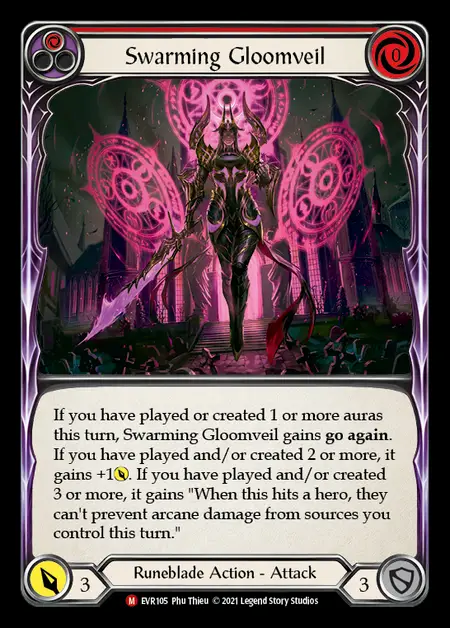 Swarming Gloomveil
0
If you have played or created 1 or more auras
this turn, Swarming Gloomveil gains go again.
If you have played and/or created 2 or more, it
gains +1. If you have played and/or created
3 or more, it gains "When this hits a hero, they
can't prevent arcane damage from sources you
control this turn."
3
Runeblade Action - Attack
3
M EVR105 Phu Thieu © 2021 Legend Story Studios